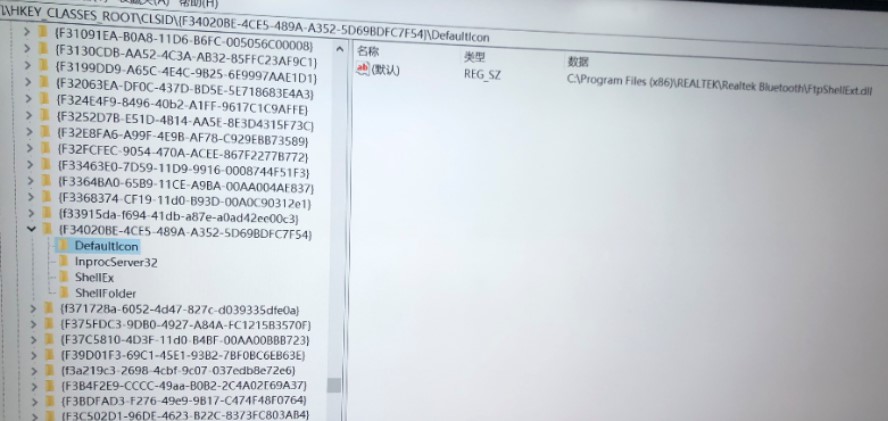 \HKEY_CLASSES_ROOT\CLSID\{F34020BE-4CE5-489A-A352-5D69BDFC7F54}\DefaultIcon
{F31091EA-B0A8-11D6-B6FC-005056C00008}
{F3130CDB-AA52-4C3A-AB32-85FFC23AF9C1}
{F3199DD9-A65C-4E4C-9B25-6E9997AAE1D1}
{F32063EA-DF0C-437D-BD5E-5E718683E4A3}
{F324E4F9-8496-40b2-A1FF-9617C1C9AFFE}
{F3252D7B-E51D-4814-AA5E-8E3D4315F73C}
{F32E8FA6-A99F-4E9B-AF78-C929EBB73589}
{F32FCFEC-9054-470A-ACEE-867F2277B772}
{F33463E0-7D59-11D9-9916-0008744F51F3}
{F3364BA0-65B9-11CE-A9BA-00AA004AE837}
{F3368374-CF19-11d0-B93D-00A0C90312e1}
{f33915da-f694-41db-a87e-a0ad42ee00c3}
{F34020BE-4CE5-489A-A352-5D69BDFC7F54}
DefaultIcon
InprocServer32
ShellEx
ShellFolder
{f371728a-6052-4d47-827c-d039335dfe0a}
{F375FDC3-9DB0-4927-A84A-FC1215B3570F}
{F37C5810-4D3F-11d0-B4BF-00AA00BBB723}
{F39D01F3-69C1-45E1-93B2-7BF0BC6EB63E}
{f3a219c3-2698-4cbf-9c07-037edb8e72e6}
{F3B4F2E9-CCCC-49aa-B0B2-2C4A02E69A37}
{F3BDFAD3-F276-49e9-9B17-C474F48F0764}
{F3C502D1-96DE-4623-B22C-8373FC803AB4}
名称 类型 数据
ab (默认) REG_SZ C:\Program Files (x86)\REALTEK\Realtek Bluetooth\FtpShellExt.dll